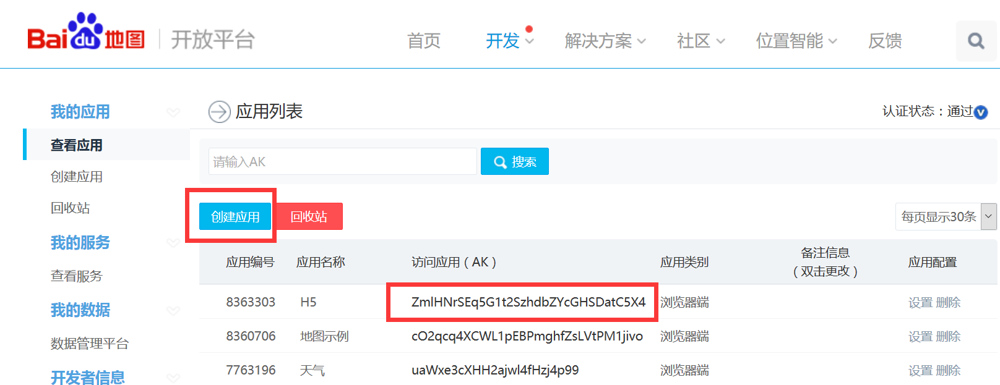 Baidu地图 开放平台 首页 开发 解决方案 社区 位置智能 反馈
我的应用
查看应用
创建应用
回收站
我的服务
查看服务
我的数据
数据管理平台
开发者信息
应用列表 认证状态：通过
请输入AK 搜索
创建应用 回收站 每页显示30条
应用编号 应用名称 访问应用（AK） 应用类别 备注信息（双击更改） 应用配置
8363303 H5 ZmlHNrSEq5G1t2SzhdbZYcGHSDatC5X4 浏览器端 设置 删除
8360706 地图示例 cO2qcq4XCWL1pEBPmghfZsLVtPM1jivo 浏览器端 设置 删除
7763196 天气 uaWxe3cXHH2ajwl4fHzj4p99 浏览器端 设置 删除